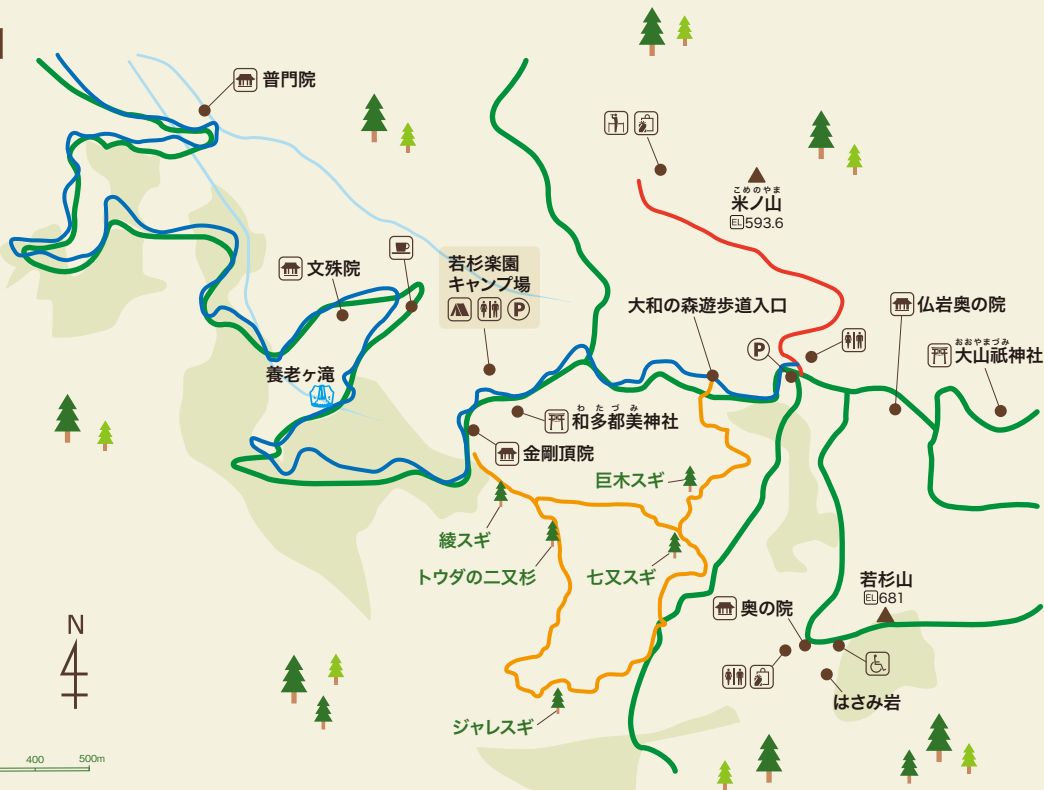 普門院
こめのやま
米ノ山
EL 593.6
文殊院
若杉楽園
キャンプ場
P
大和の森遊歩道入口
P
仏岩奥の院
おおやまづみ
大山祇神社
養老ヶ滝
わたづみ
和多都美神社
金剛頂院
巨木スギ
綾スギ
トウダの二又杉
七又スギ
若杉山
EL 681
奥の院
はさみ岩
ジャレスギ
N
400
500m